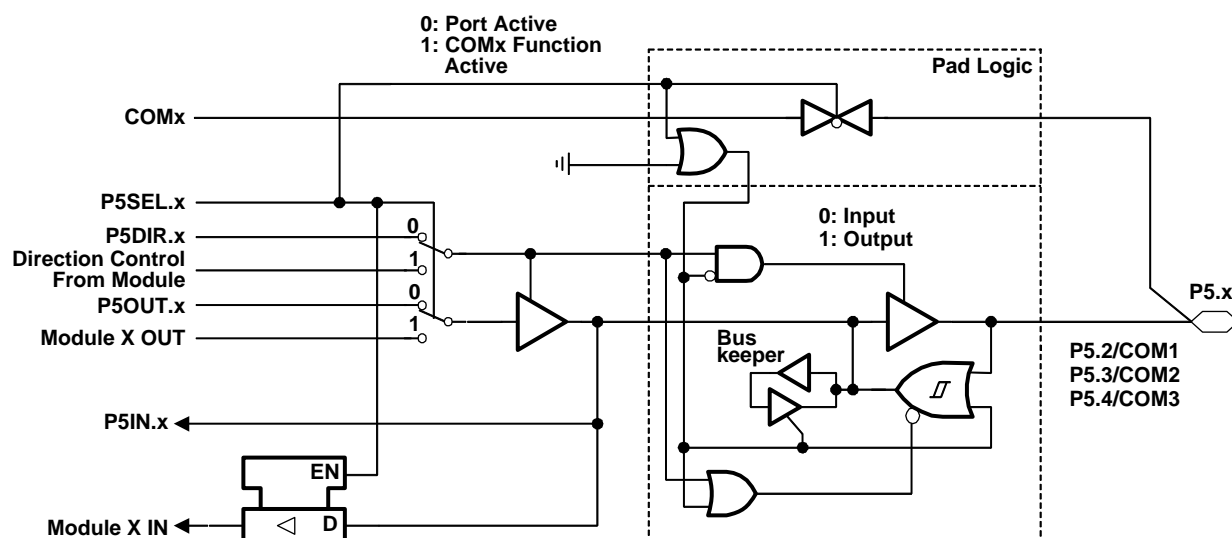 0: Port Active
1: COMx Function
Active
Pad Logic
COMx
P5SEL.x
0: Input
1: Output
P5DIR.x
0
Direction Control
From Module
1
P5OUT.x
0
Module X OUT
1
P5.x
Bus
keeper
P5.2/COM1
P5.3/COM2
P5.4/COM3
P5IN.x
EN
Module X IN
D